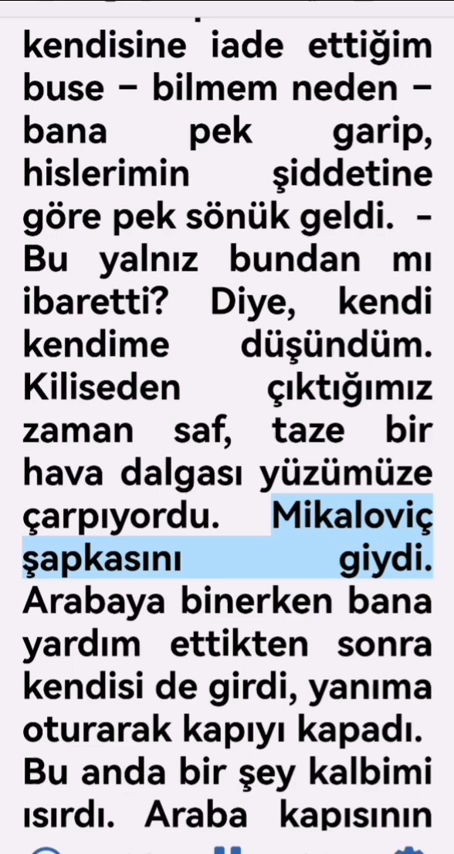 kendisine iade ettiğim
buse – bilmem neden –
bana pek garip,
hislerimin şiddetine
göre pek sönük geldi. -
Bu yalnız bundan mı
ibaretti? Diye, kendi
kendime düşündüm.
Kiliseden çıktığımız
zaman saf, taze bir
hava dalgası yüzümüze
çarpıyordu. Mikaloviç
şapkasını giydi.
Arabaya binerken bana
yardım ettikten sonra
kendisi de girdi, yanıma
oturarak kapıyı kapadı.
Bu anda bir şey kalbimi
ısırdı. Araba kapısının